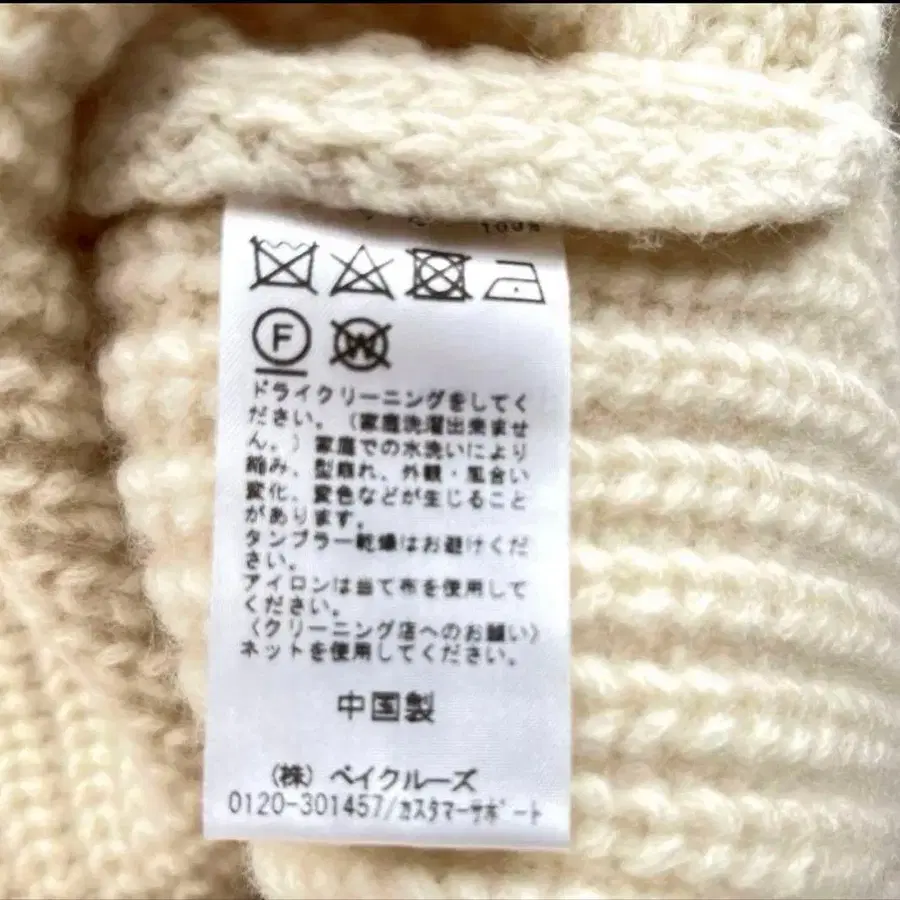 100%
F
W
ドライクリーニングをしてく
ださい。（家庭洗濯出来ませ
ん。）家庭での水洗いにより
縮み、型崩れ、外観・風合い
変化、変色などが生じること
があります。
タンブラー乾燥はお避けくだ
さい。
アイロンは当て布を使用して
ください。
〈クリーニング店へのお願い〉
ネットを使用してください。
中国製
（株）ベイクルーズ
0120-301457/カスタマーサポート